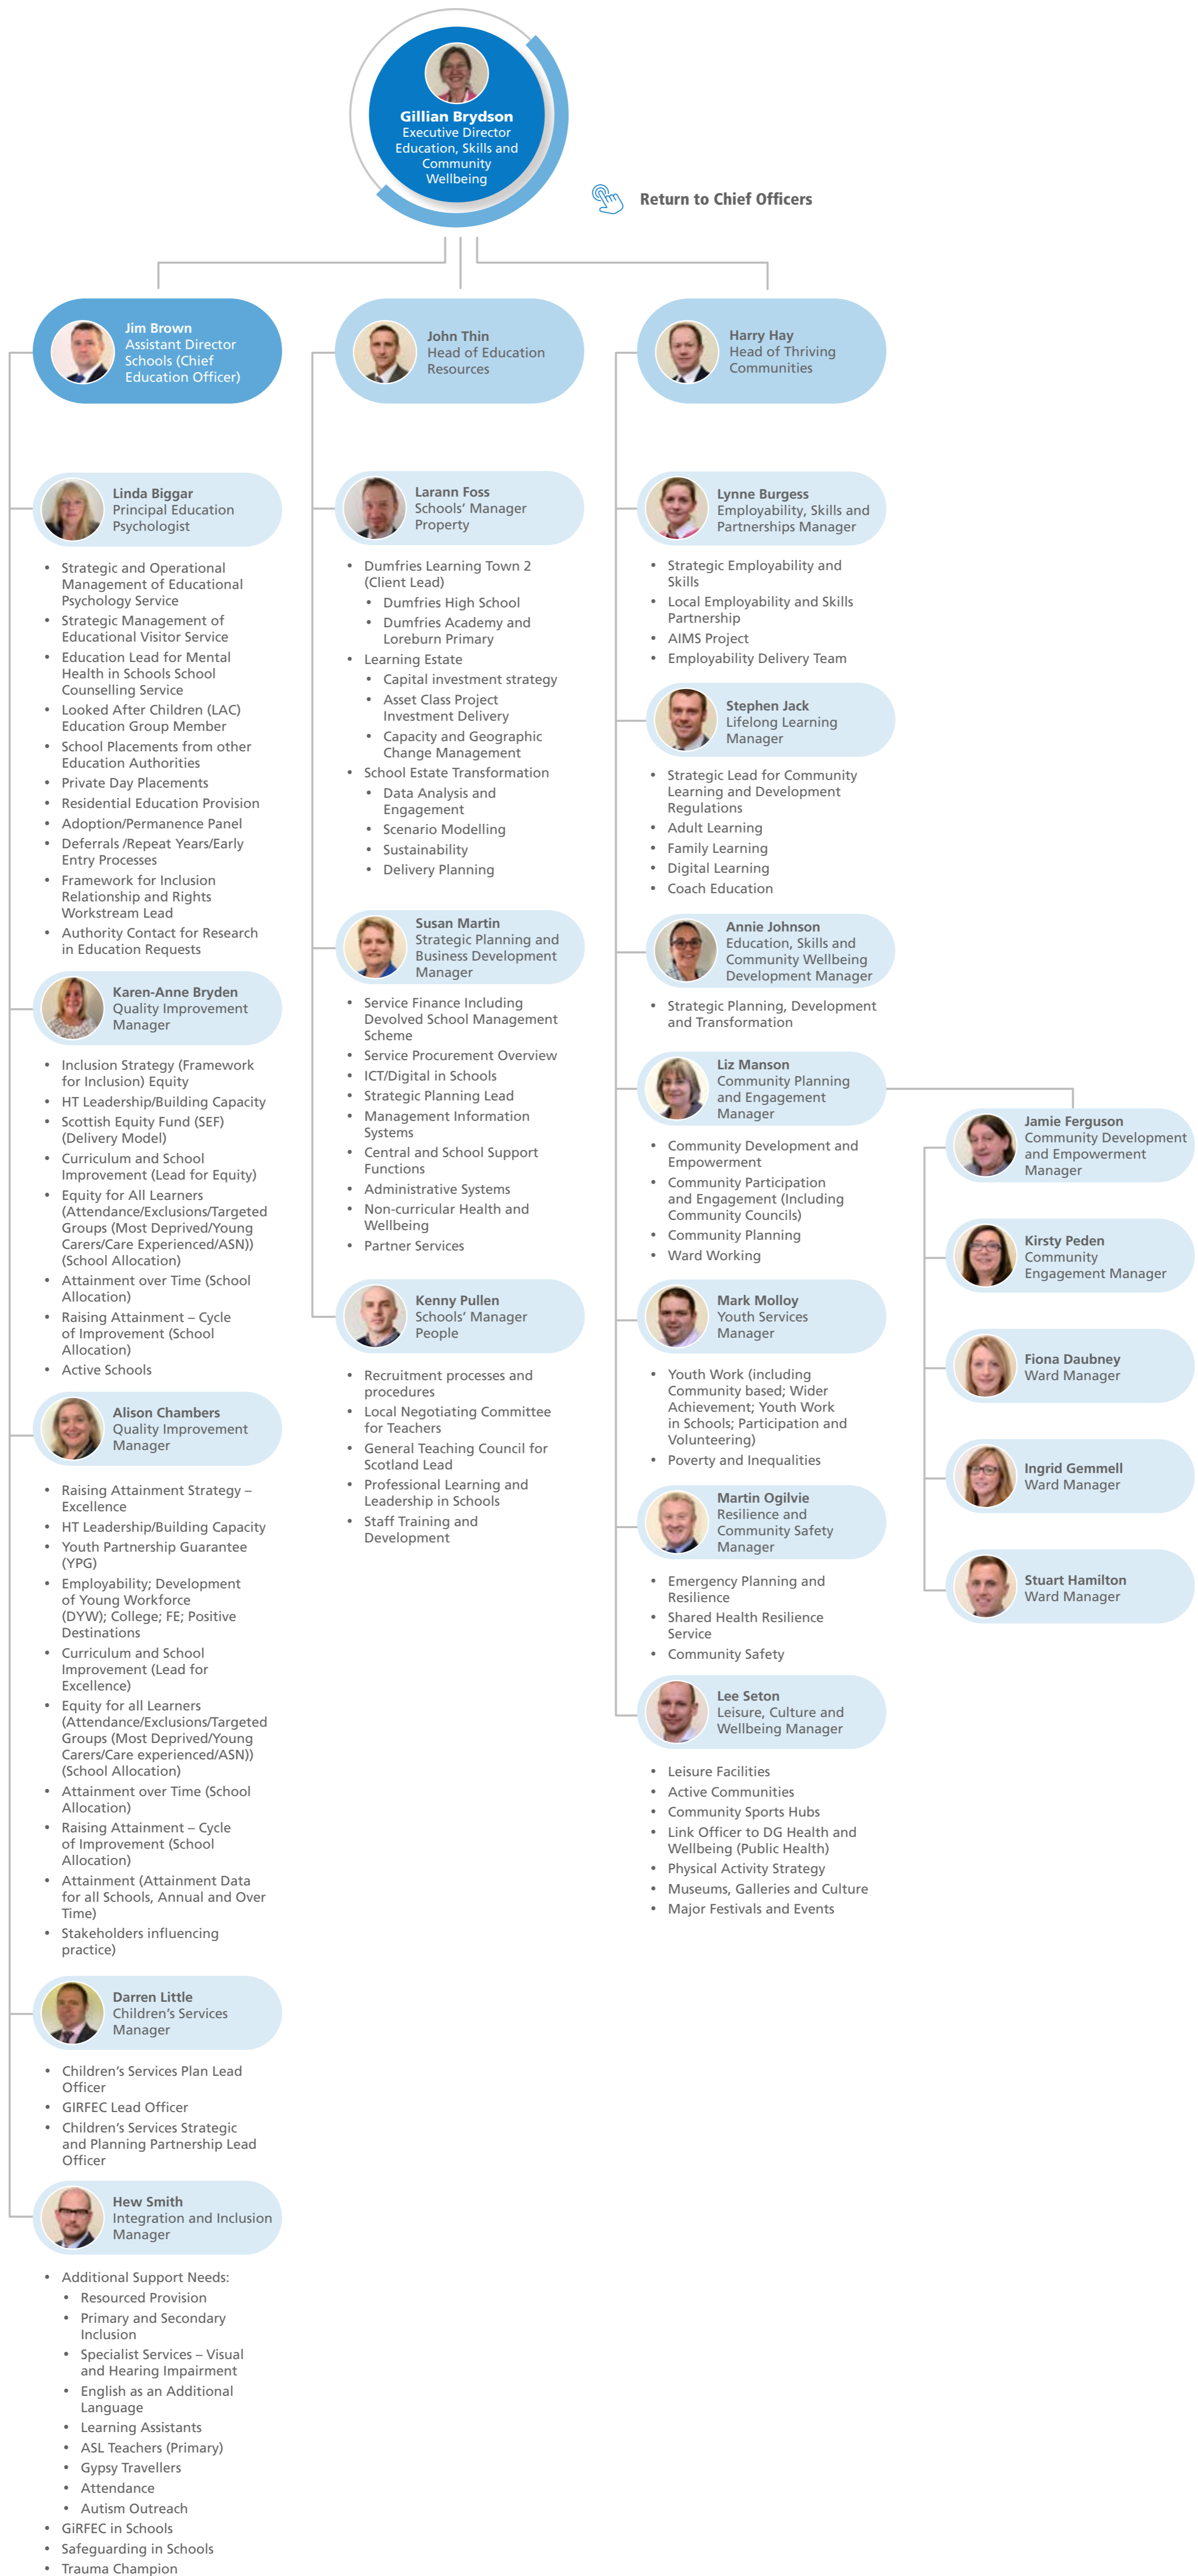 Gillian Brydson
Executive Director
Education, Skills and
Community
Wellbeing
Return to Chief Officers
Jim Brown
Assistant Director
Schools (Chief
Education Officer)
Linda Biggar
Principal Education
Psychologist
• Strategic and Operational
Management of Educational
Psychology Service
• Strategic Management of
Educational Visitor Service
• Education Lead for Mental
Health in Schools School
Counselling Service
• Looked After Children (LAC)
Education Group Member
• School Placements from other
Education Authorities
• Private Day Placements
• Residential Education Provision
• Adoption/Permanence Panel
• Deferrals /Repeat Years/Early
Entry Processes
• Framework for Inclusion
Relationship and Rights
Workstream Lead
• Authority Contact for Research
in Education Requests
Karen-Anne Bryden
Quality Improvement
Manager
• Inclusion Strategy (Framework
for Inclusion) Equity
• HT Leadership/Building Capacity
• Scottish Equity Fund (SEF)
(Delivery Model)
• Curriculum and School
Improvement (Lead for Equity)
• Equity for All Learners
(Attendance/Exclusions/Targeted
Groups (Most Deprived/Young
Carers/Care Experienced/ASN))
(School Allocation)
• Attainment over Time (School
Allocation)
• Raising Attainment – Cycle
of Improvement (School
Allocation)
• Active Schools
Alison Chambers
Quality Improvement
Manager
• Raising Attainment Strategy –
Excellence
• HT Leadership/Building Capacity
• Youth Partnership Guarantee
(YPG)
• Employability; Development
of Young Workforce
(DYW); College; FE; Positive
Destinations
• Curriculum and School
Improvement (Lead for
Excellence)
• Equity for all Learners
(Attendance/Exclusions/Targeted
Groups (Most Deprived/Young
Carers/Care experienced/ASN))
(School Allocation)
• Attainment over Time (School
Allocation)
• Raising Attainment – Cycle
of Improvement (School
Allocation)
• Attainment (Attainment Data
for all Schools, Annual and Over
Time)
• Stakeholders influencing
practice)
Darren Little
Children's Services
Manager
• Children's Services Plan Lead
Officer
• GIRFEC Lead Officer
• Children's Services Strategic
and Planning Partnership Lead
Officer
Hew Smith
Integration and Inclusion
Manager
• Additional Support Needs:
• Resourced Provision
• Primary and Secondary
Inclusion
• Specialist Services – Visual
and Hearing Impairment
• English as an Additional
Language
• Learning Assistants
• ASL Teachers (Primary)
• Gypsy Travellers
• Attendance
• Autism Outreach
• GiRFEC in Schools
• Safeguarding in Schools
• Trauma Champion
John Thin
Head of Education
Resources
Larann Foss
Schools' Manager
Property
• Dumfries Learning Town 2
(Client Lead)
• Dumfries High School
• Dumfries Academy and
Loreburn Primary
• Learning Estate
• Capital investment strategy
• Asset Class Project
Investment Delivery
• Capacity and Geographic
Change Management
• School Estate Transformation
• Data Analysis and
Engagement
• Scenario Modelling
• Sustainability
• Delivery Planning
Susan Martin
Strategic Planning and
Business Development
Manager
• Service Finance Including
Devolved School Management
Scheme
• Service Procurement Overview
• ICT/Digital in Schools
• Strategic Planning Lead
• Management Information
Systems
• Central and School Support
Functions
• Administrative Systems
• Non-curricular Health and
Wellbeing
• Partner Services
Kenny Pullen
Schools' Manager
People
• Recruitment processes and
procedures
• Local Negotiating Committee
for Teachers
• General Teaching Council for
Scotland Lead
• Professional Learning and
Leadership in Schools
• Staff Training and
Development
Harry Hay
Head of Thriving
Communities
Lynne Burgess
Employability, Skills and
Partnerships Manager
• Strategic Employability and
Skills
• Local Employability and Skills
Partnership
• AIMS Project
• Employability Delivery Team
Stephen Jack
Lifelong Learning
Manager
• Strategic Lead for Community
Learning and Development
Regulations
• Adult Learning
• Family Learning
• Digital Learning
• Coach Education
Annie Johnson
Education, Skills and
Community Wellbeing
Development Manager
• Strategic Planning, Development
and Transformation
Liz Manson
Community Planning
and Engagement
Manager
• Community Development and
Empowerment
• Community Participation
and Engagement (Including
Community Councils)
• Community Planning
• Ward Working
Mark Molloy
Youth Services
Manager
• Youth Work (including
Community based; Wider
Achievement; Youth Work
in Schools; Participation and
Volunteering)
• Poverty and Inequalities
Martin Ogilvie
Resilience and
Community Safety
Manager
• Emergency Planning and
Resilience
• Shared Health Resilience
Service
• Community Safety
Lee Seton
Leisure, Culture and
Wellbeing Manager
• Leisure Facilities
• Active Communities
• Community Sports Hubs
• Link Officer to DG Health and
Wellbeing (Public Health)
• Physical Activity Strategy
• Museums, Galleries and Culture
• Major Festivals and Events
Jamie Ferguson
Community Development
and Empowerment
Manager
Kirsty Peden
Community
Engagement Manager
Fiona Daubney
Ward Manager
Ingrid Gemmell
Ward Manager
Stuart Hamilton
Ward Manager